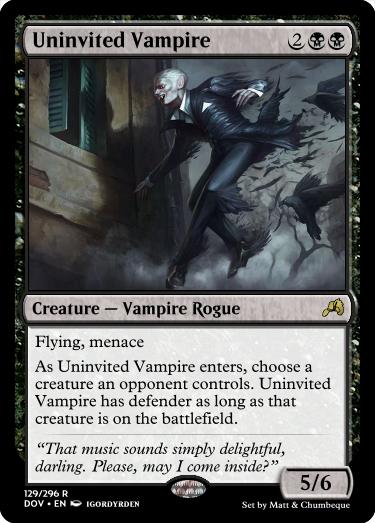 Uninvited Vampire 2
Creature — Vampire Rogue
Flying, menace
As Uninvited Vampire enters, choose a
creature an opponent controls. Uninvited
Vampire has defender as long as that
creature is on the battlefield.
“That music sounds simply delightful,
darling. Please, may I come inside?”
5/6
129/296 R
DOV • EN IGORDYRDEN
Set by Matt & Chumbeque